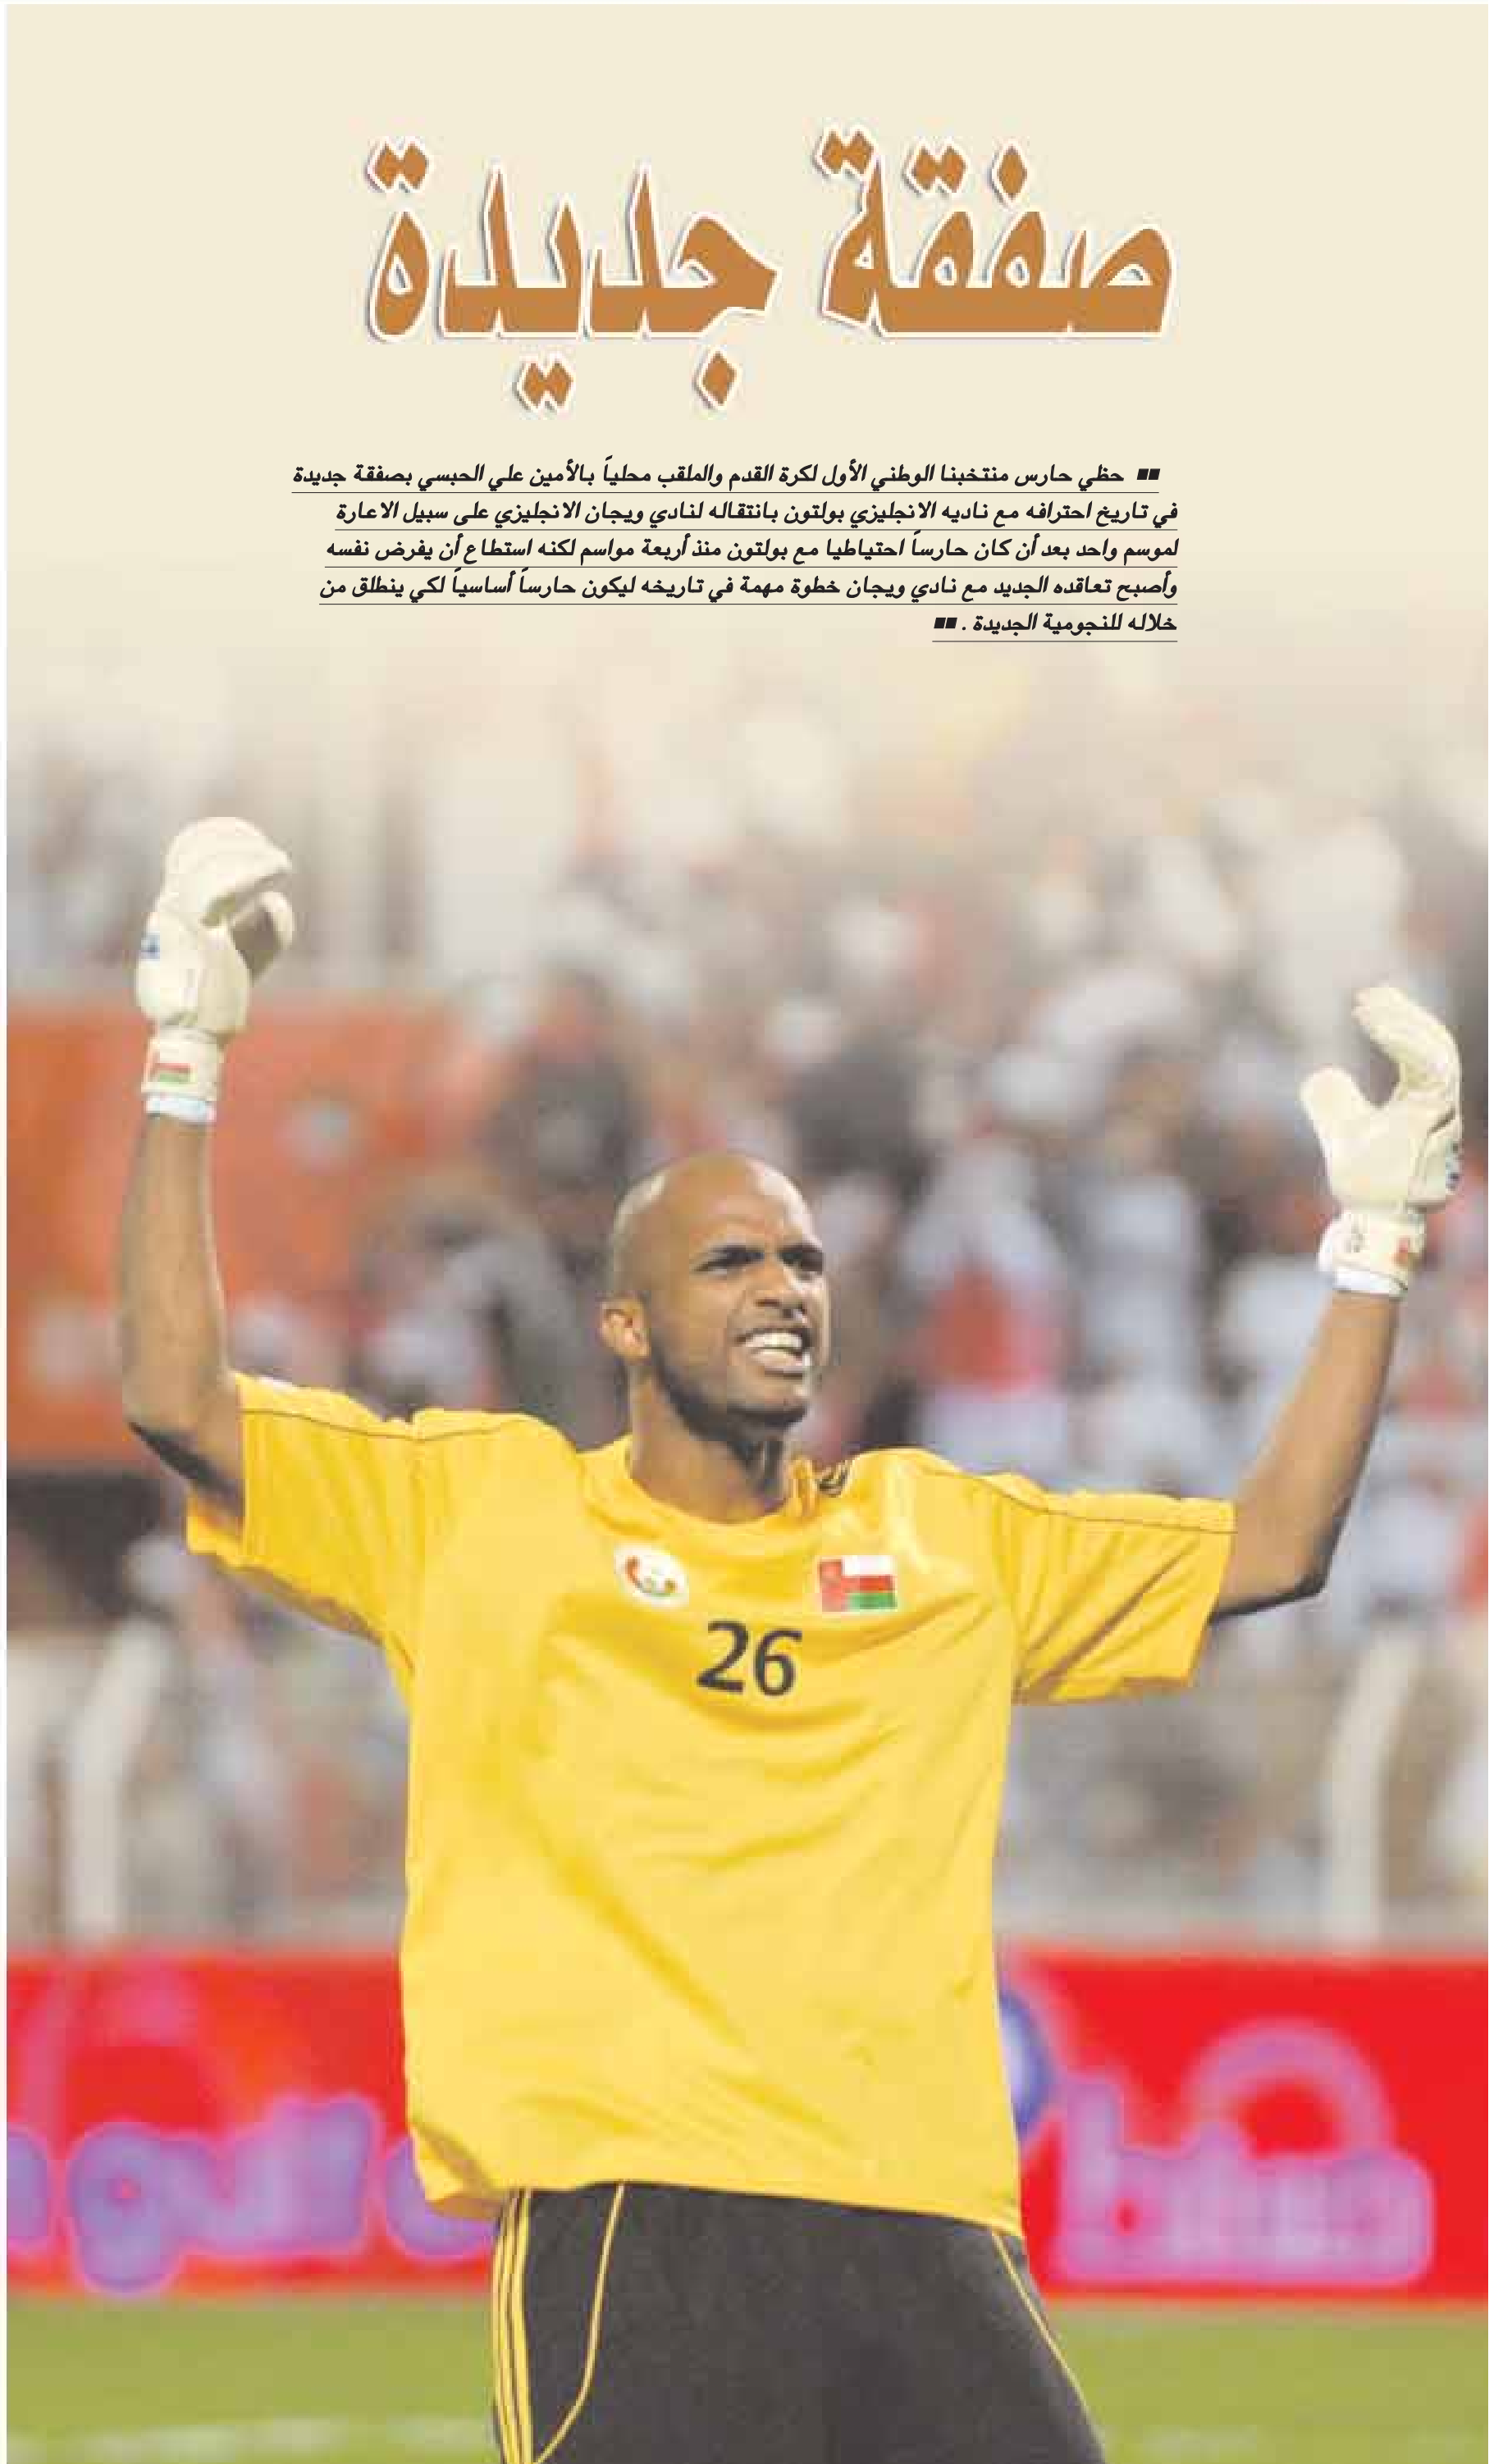 صفقة جديدة
حظي حارس منتخبنا الوطني الأول لكرة القدم والملقب محلياً بالأمين علي الحبسي بصفقة جديدة
في تاريخ احترافه مع ناديه الانجليزي بولتون بانتقاله لنادي ويجان الانجليزي على سبيل الاعارة
لموسم واحد بعد أن كان حارساً احتياطيا مع بولتون منذ أربعة مواسم لكنه استطاع أن يفرض نفسه
وأصبح تعاقده الجديد مع نادي ويجان خطوة مهمة في تاريخه ليكون حارساً أساسياً لكي ينطلق من
خلاله للنجومية الجديدة .
26